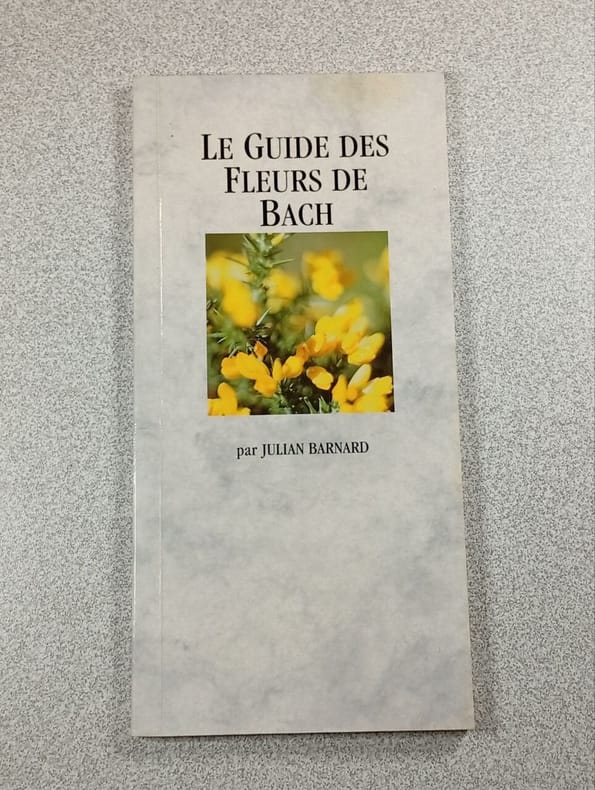 LE GUIDE DES
FLEURS DE
BACH
par JULIAN BARNARD